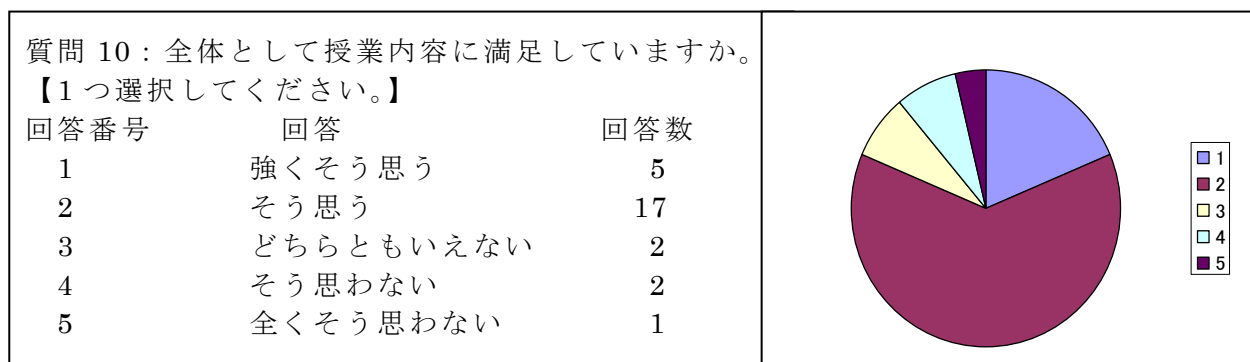 質問 10：全体として授業内容に満足していますか。
【1つ選択してください。】
回答番号 回答 回答数
1 強くそう思う 5
2 そう思う 17
3 どちらともいえない 2
4 そう思わない 2
5 全くそう思わない 1
1
2
3
4
5